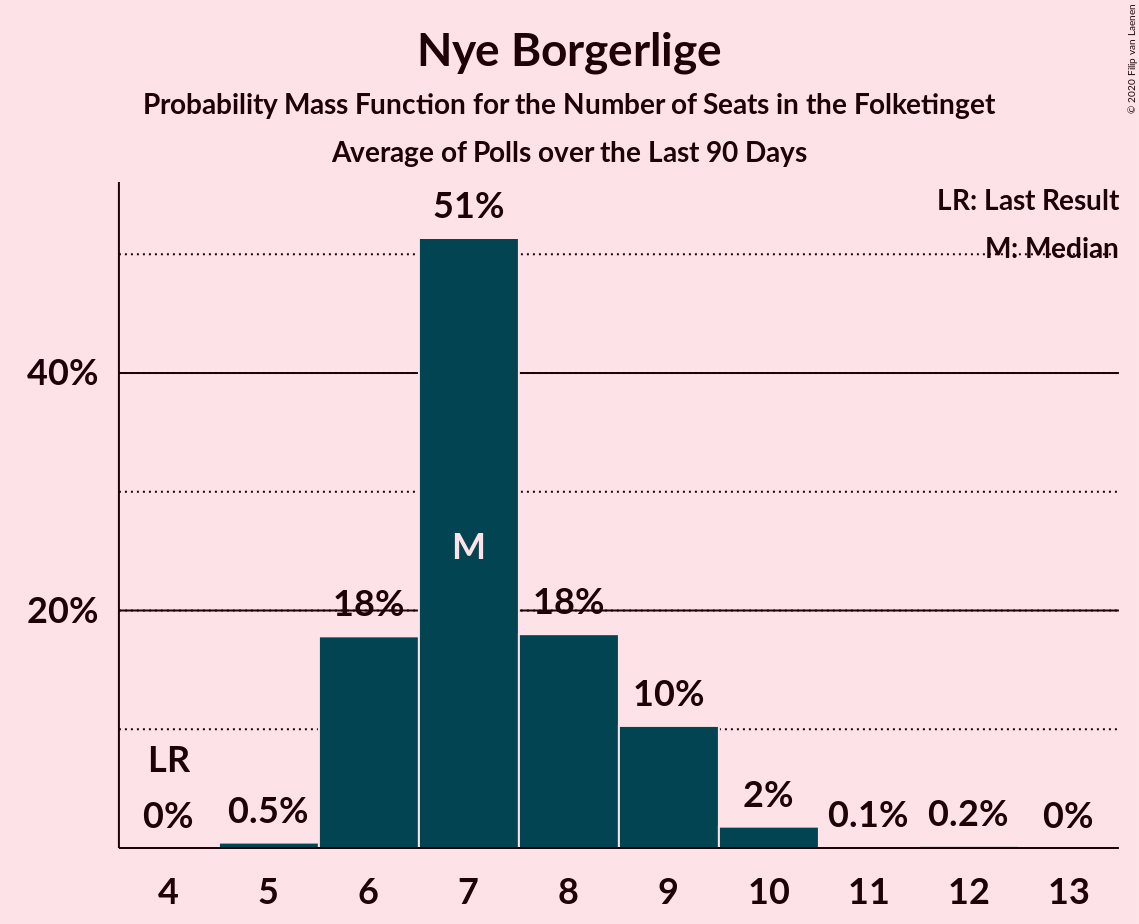 Nye Borgerlige
Probability Mass Function for the Number of Seats in the Folketinget
Average of Polls over the Last 90 Days
© 2020 Filip van Laenen
LR: Last Result
M: Median
51%
40%
M
20%
18%
18%
10%
LR
0%
0.5%
2%
0.1%
0.2%
0%
4 5 6 7 8 9 10 11 12 13